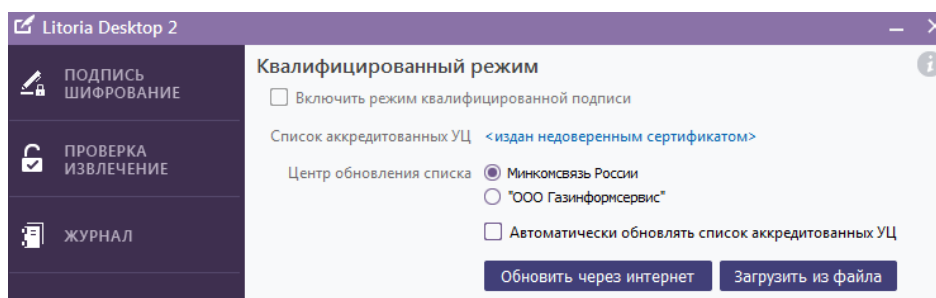 Litoria Desktop 2
ПОДПИСЬ
ШИФРОВАНИЕ
ПРОВЕРКА
ИЗВЛЕЧЕНИЕ
ЖУРНАЛ
Квалифицированный режим
Включить режим квалифицированной подписи
Список аккредитованных УЦ <издан недоверенным сертификатом>
Центр обновления списка Минкомсвязь России
"ООО Газинформсервис"
Автоматически обновлять список аккредитованных УЦ
Обновить через интернет Загрузить из файла